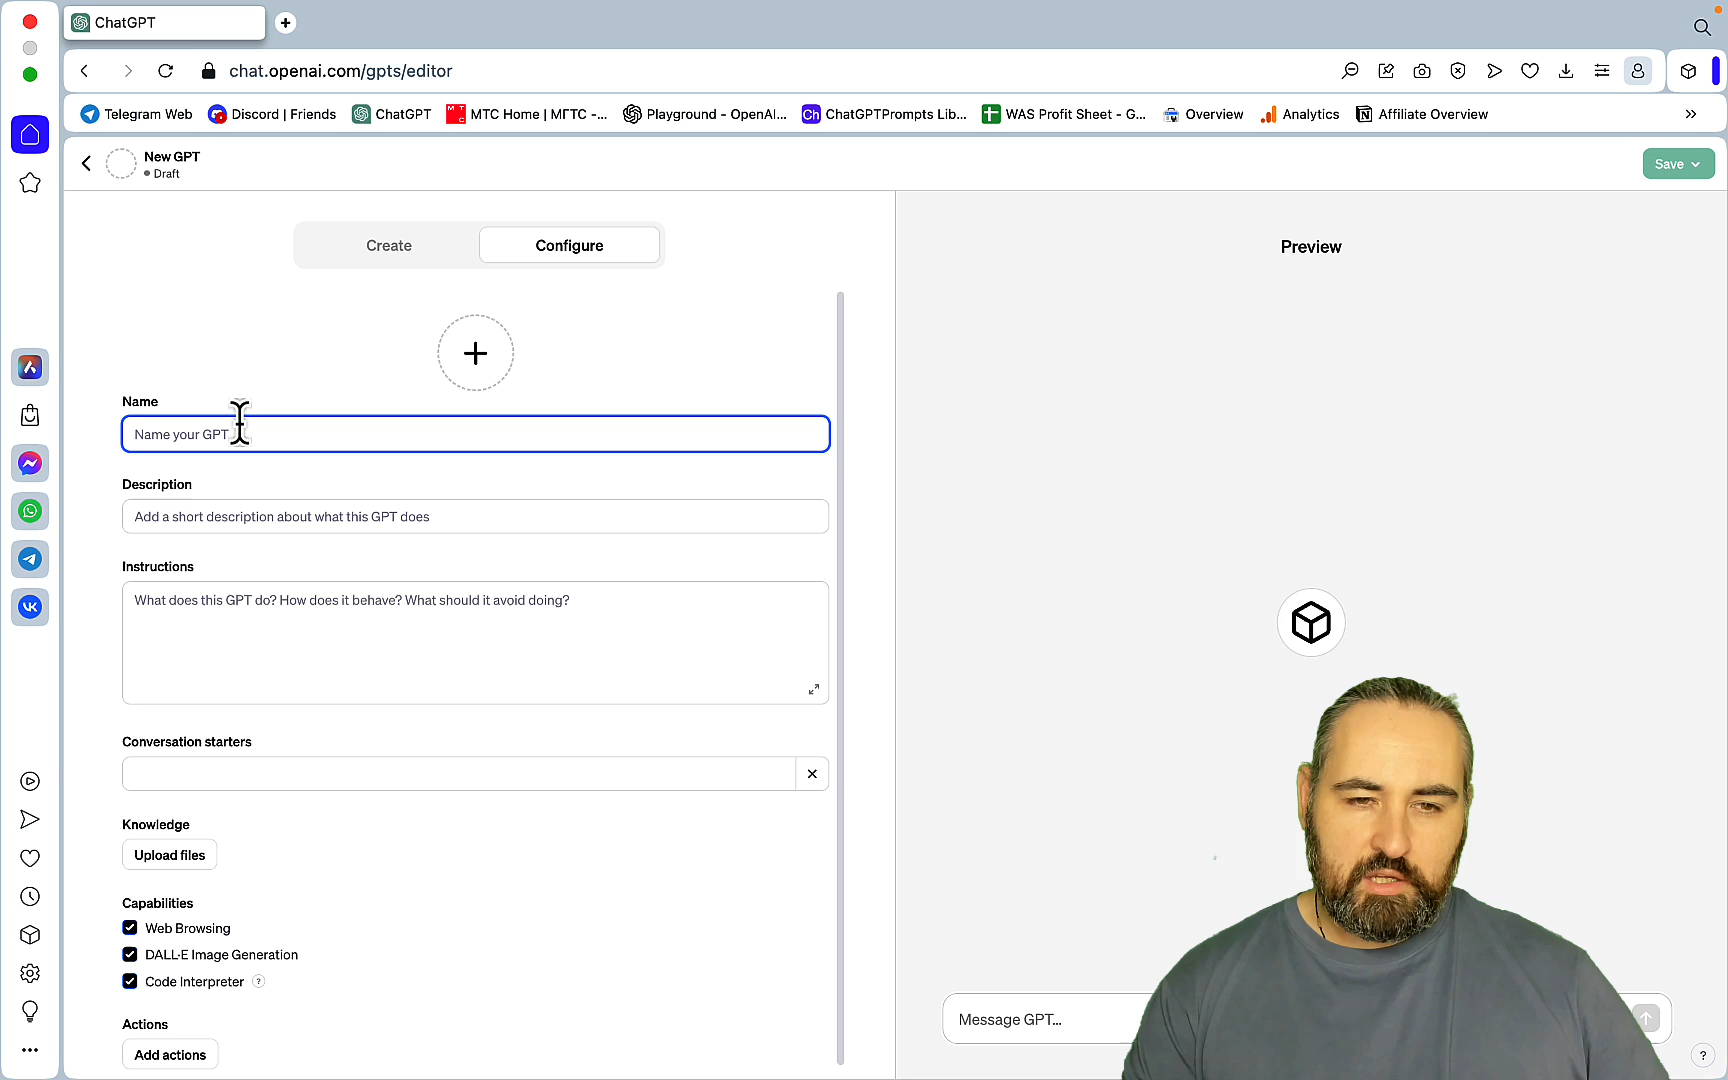 ChatGPT
chat.openai.com/gpts/editor
Telegram Web
Discord | Friends
ChatGPT
MTC Home | МГТС -...
Playground - OpenAI...
Ch
ChatGPTPrompts Lib...
WAS Profit Sheet - G...
Overview
Analytics
Affiliate Overview
New GPT
Draft
Save
Create
Configure
Preview
Name
Name your GPT
Description
Add a short description about what this GPT does
Instructions
What does this GPT do? How does it behave? What should it avoid doing?
Conversation starters
Knowledge
Upload files
Capabilities
Web Browsing
DALL·E Image Generation
Code Interpreter ?
Actions
Add actions
Message GPT...
?